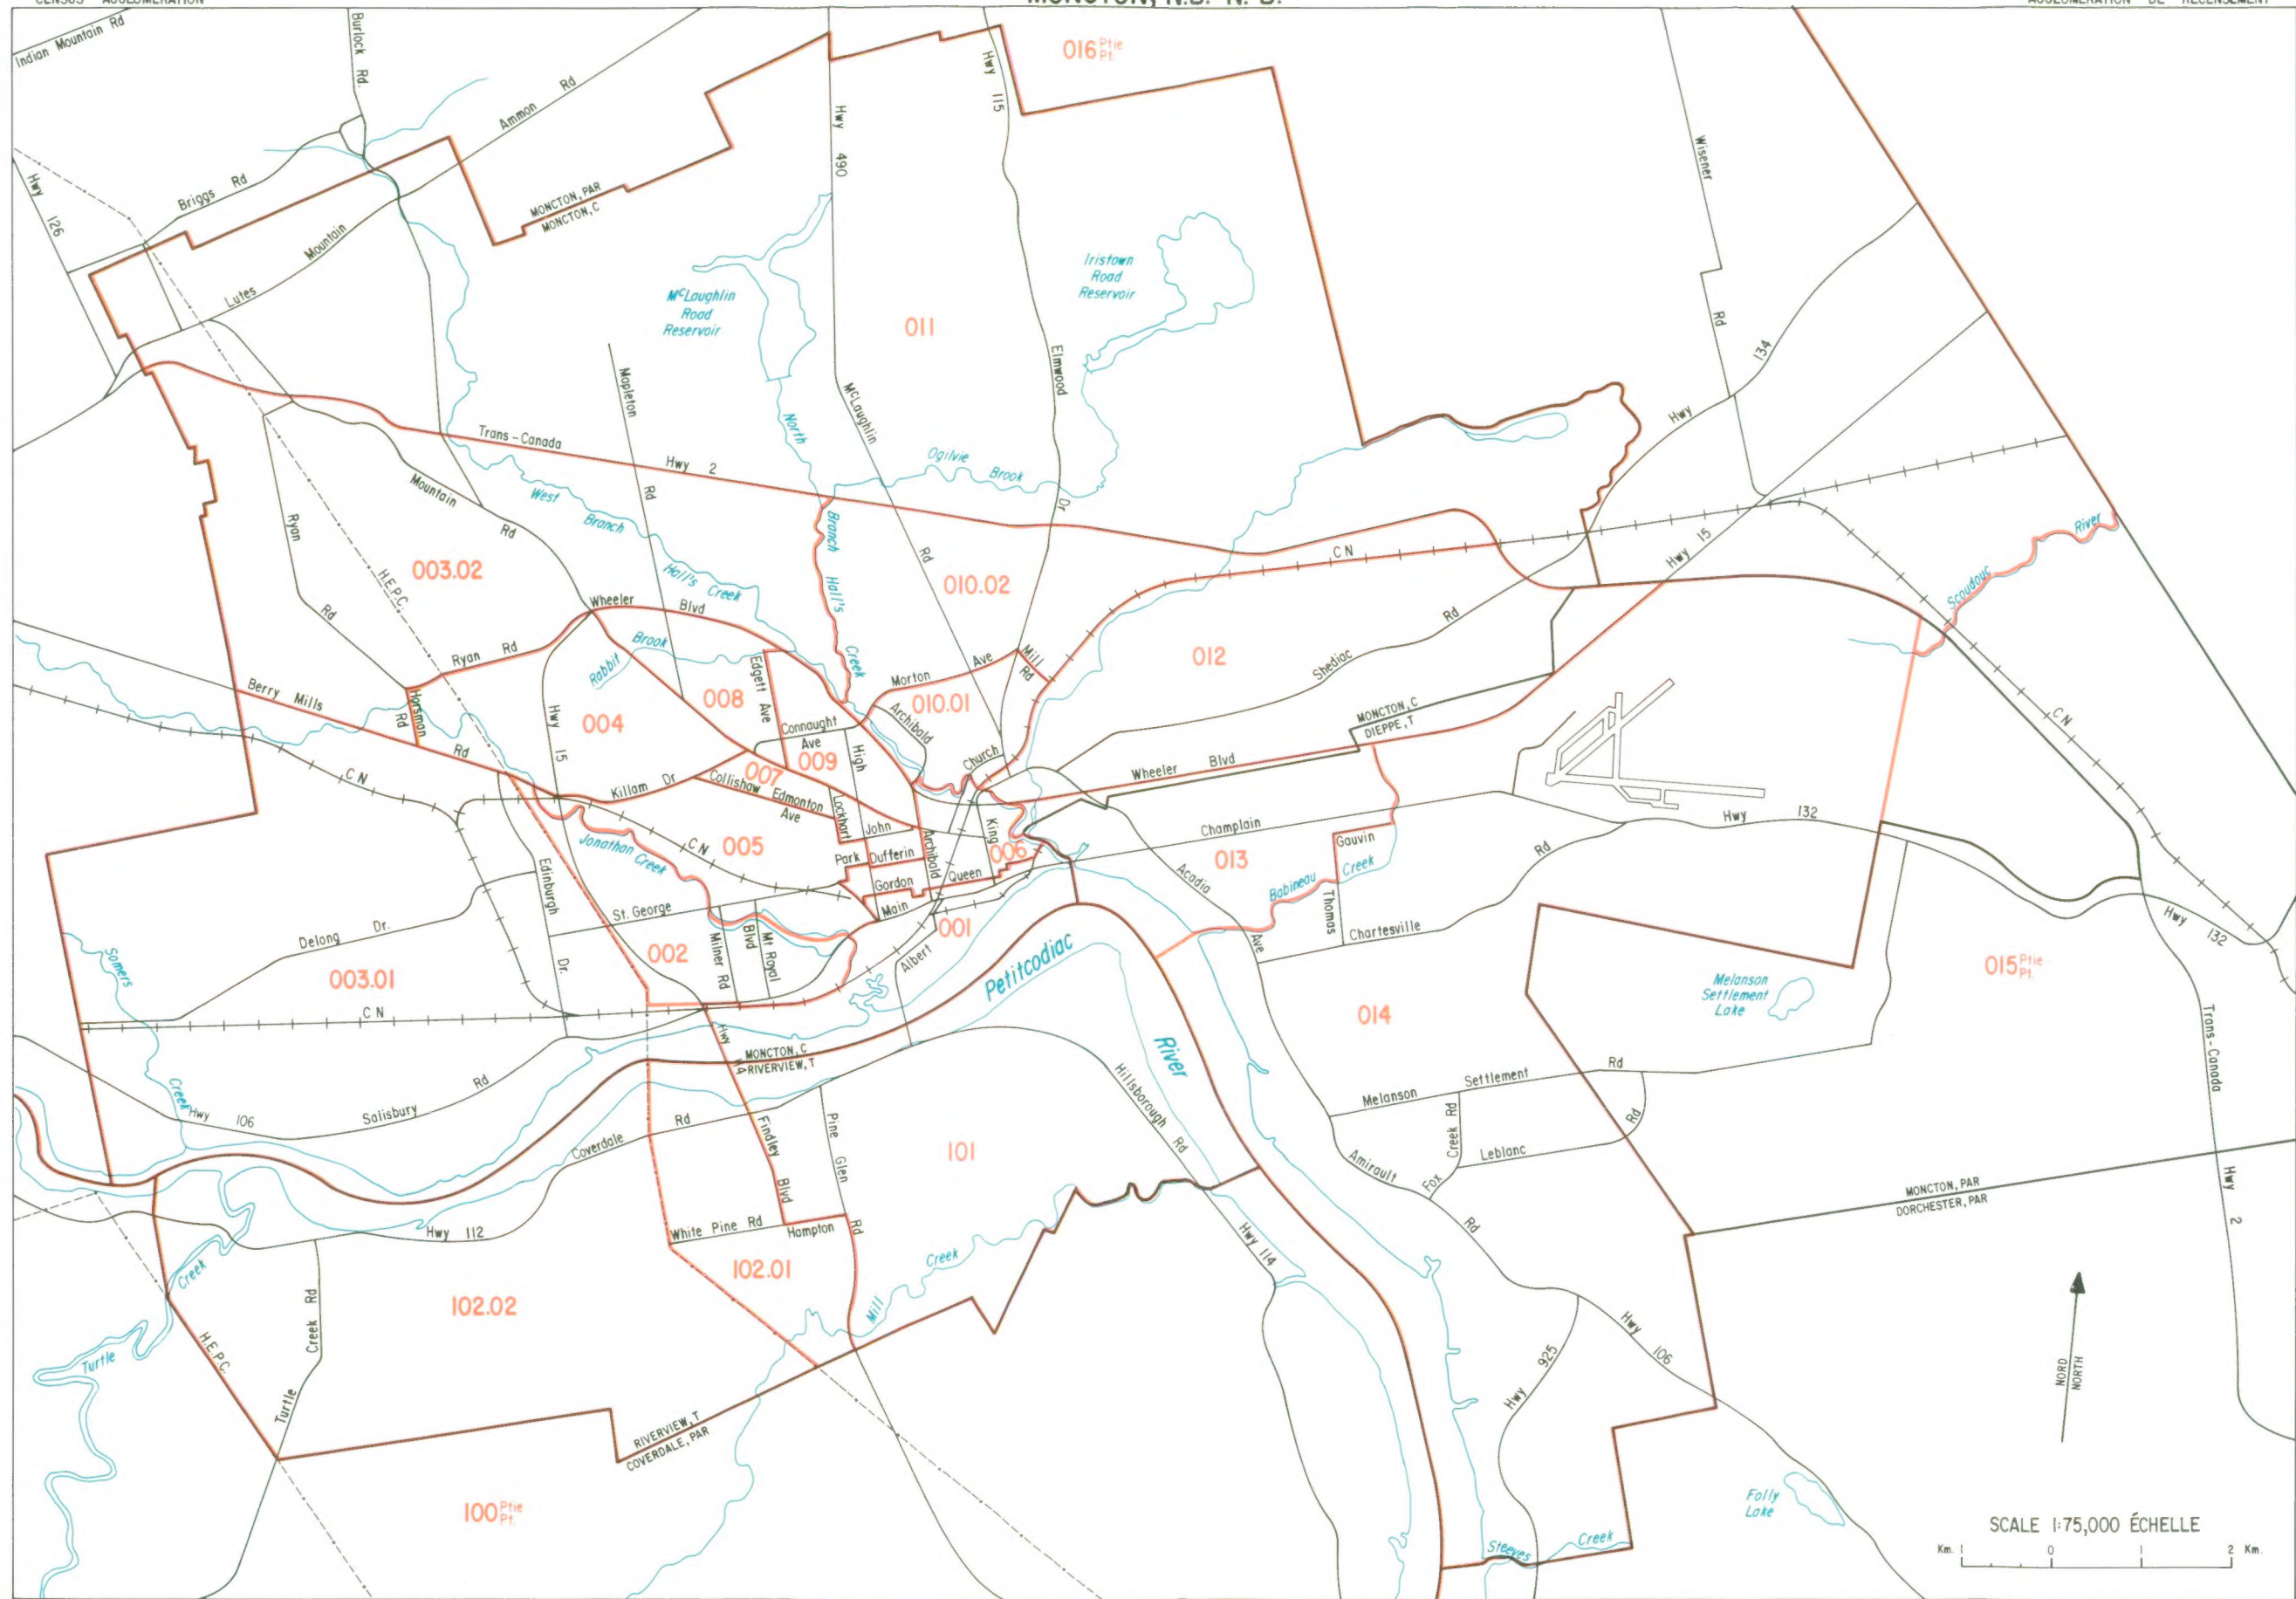 CENSUS AGGLOMERATION
MONCTON, N.B. N.-B.
AGGLOMÉRATION DE RECENSEMENT
Indian Mountain Rd
Burlock Rd.
Ammon Rd
Hwy 115
016 Ptie
Pt.
Hwy 490
Hwy 126
Briggs Rd
MONCTON, PAR
MONCTON, C
Lutes Mountain
Wisener Rd
McLaughlin
Road
Reservoir
Iristown
Road
Reservoir
011
Mapleton Rd
McLaughlin Rd
Elmwood Dr
Hwy 134
Trans-Canada Hwy 2
North Branch Hall's Creek
Ogilvie Brook
Mountain Rd
West Branch Hall's Creek
Ryan Rd
003.02
H.E.P.C.
010.02
C N
Hwy 15
Scoudouc River
Wheeler Blvd
Rabbit Brook
Ryan Rd
Horsman Rd
Berry Mills Rd
Hwy 15
004
008
Edgett Ave
Connaught Ave
009
High
Morton Ave
Mill Rd
010.01
Archibald
Church
012
Shediac Rd
MONCTON, C
DIEPPE, T
Wheeler Blvd
C N
C N
Killam Dr
007
Collishaw
Edmonton Ave
Lockhart
John
King
006
Jonathan Creek
C N
005
Park
Dufferin
Archibald
Gordon
Queen
Main
Champlain
Hwy 132
Gauvin
013
Acadia Ave
Babineau Creek
Thomas
Chartesville Rd
Edinburgh Dr.
St. George
002
Milner Rd
Mt Royal Blvd
001
Albert
Delong Dr.
Somers Creek
003.01
C N
Petitcodiac River
014
Melanson
Settlement
Lake
015 Ptie
Pt.
Hwy 132
Trans-Canada Hwy 2
Hwy
MONCTON, C
RIVERVIEW, T
Hwy 106
Salisbury Rd
Coverdale Rd
Findley Blvd
Pine Glen Rd
101
Hillsborough Rd
Melanson Settlement Rd
Creek Rd
Fox
Leblanc Rd
Amirault Rd
MONCTON, PAR
DORCHESTER, PAR
Hwy 112
White Pine Rd
Hampton
102.01
Mill Creek
Hwy 114
Turtle Creek
102.02
Turtle Creek Rd
H.E.P.C.
Hwy 106
Hwy 925
NORD
NORTH
RIVERVIEW, T
COVERDALE, PAR
100 Ptie
Pt.
Folly
Lake
Steeves Creek
SCALE 1:75,000 ÉCHELLE
Km. 1 0 1 2 Km.